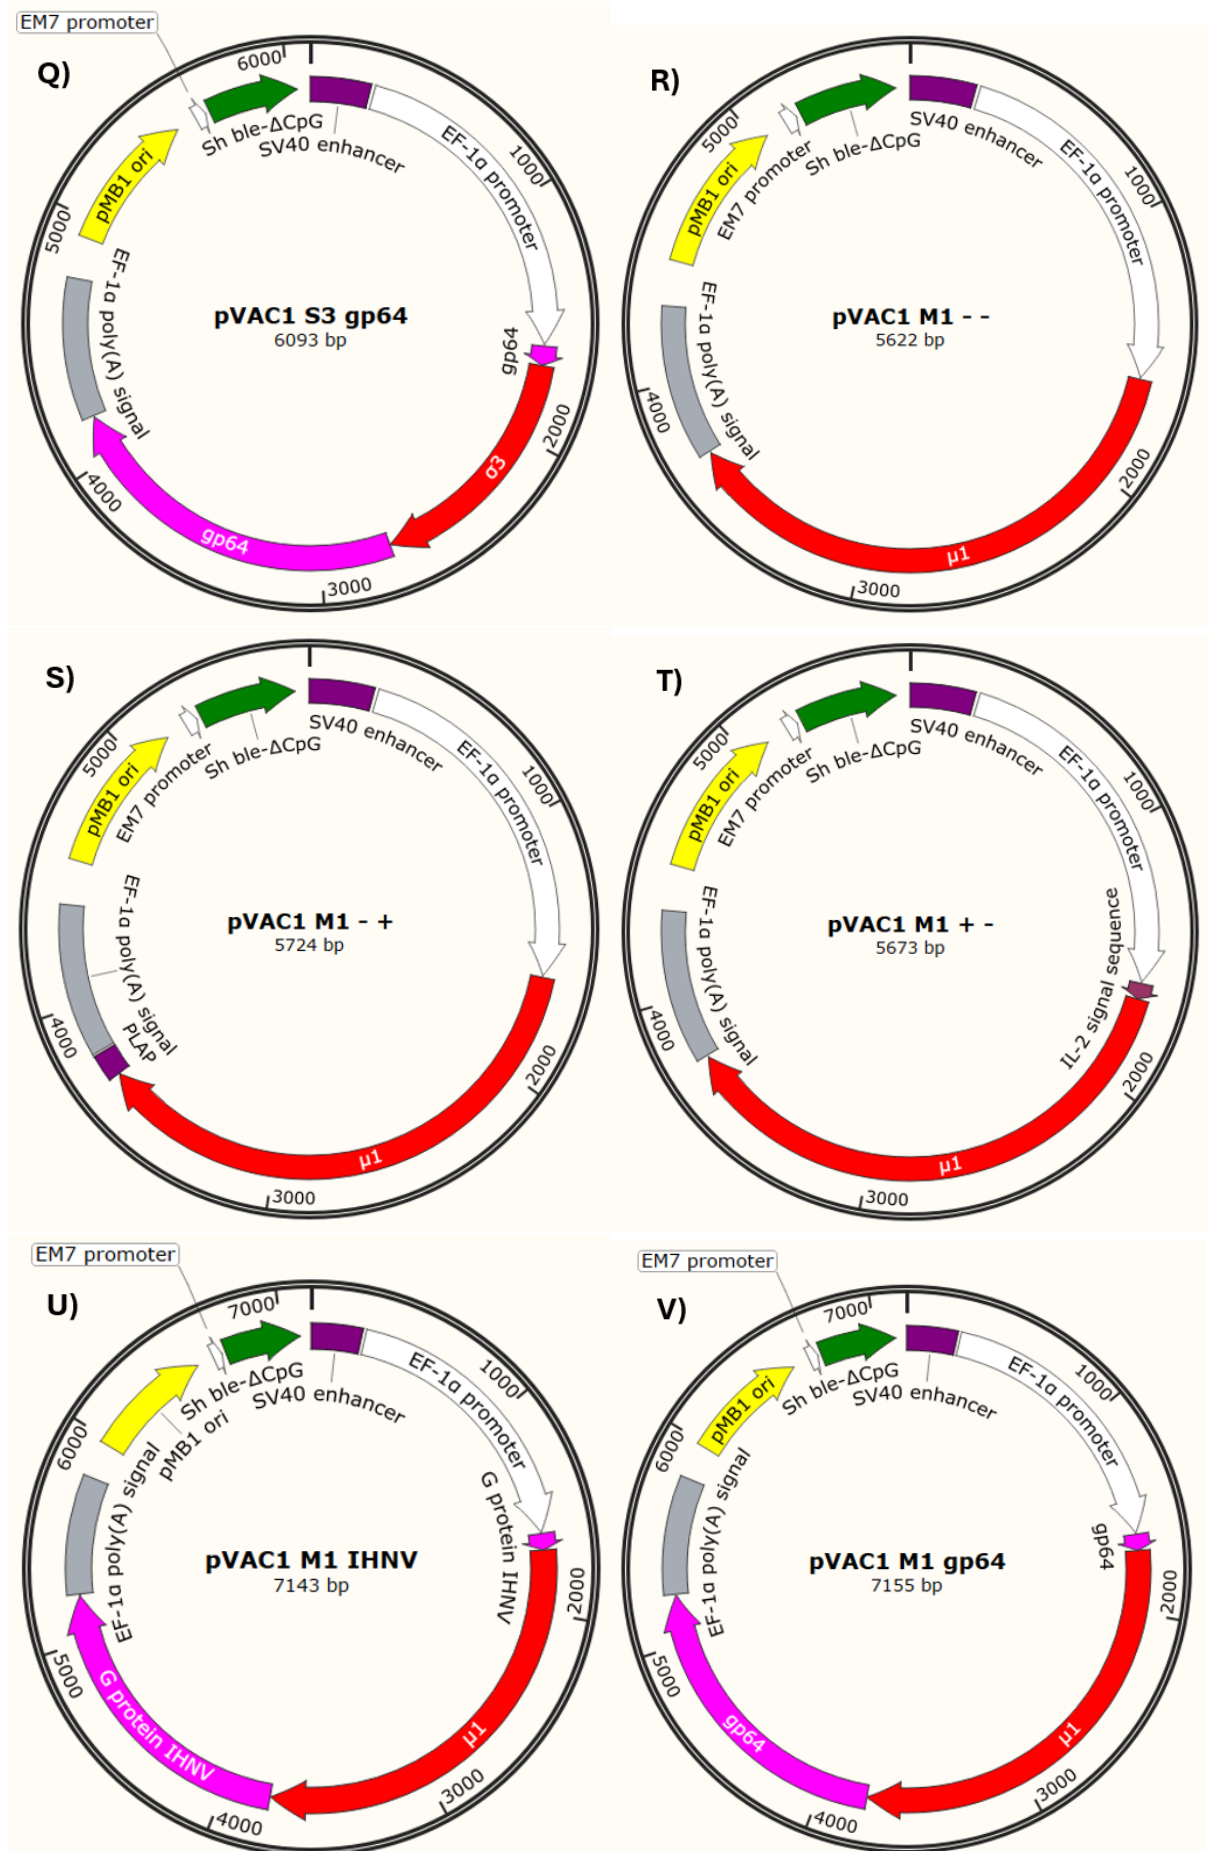 EM7 promoter
Q)
6000
Sh ble-ΔCpG
SV40 enhancer
EF-1α promoter
1000
pMB1 ori
5000
EF-1α poly(A) signal
pVAC1 S3 gp64
6093 bp
gp64
2000
σ3
4000
gp64
3000
R)
5000
pMB1 ori
EM7 promoter
Sh ble-ΔCpG
SV40 enhancer
EF-1α promoter
1000
EF-1α poly(A) signal
pVAC1 M1 - -
5622 bp
4000
2000
μ1
3000
S)
5000
pMB1 ori
EM7 promoter
Sh ble-ΔCpG
SV40 enhancer
EF-1α promoter
1000
EF-1α poly(A) signal
PLAP
pVAC1 M1 - +
5724 bp
4000
2000
μ1
3000
T)
5000
pMB1 ori
EM7 promoter
Sh ble-ΔCpG
SV40 enhancer
EF-1α promoter
1000
EF-1α poly(A) signal
pVAC1 M1 + -
5673 bp
IL-2 signal sequence
4000
2000
μ1
3000
EM7 promoter
U)
7000
Sh ble-ΔCpG
SV40 enhancer
EF-1α promoter
1000
pMB1 ori
6000
EF-1α poly(A) signal
pVAC1 M1 IHNV
7143 bp
G protein IHNV
2000
5000
G protein IHNV
μ1
3000
4000
EM7 promoter
V)
7000
Sh ble-ΔCpG
SV40 enhancer
EF-1α promoter
1000
pMB1 ori
6000
EF-1α poly(A) signal
pVAC1 M1 gp64
7155 bp
gp64
2000
5000
gp64
μ1
3000
4000